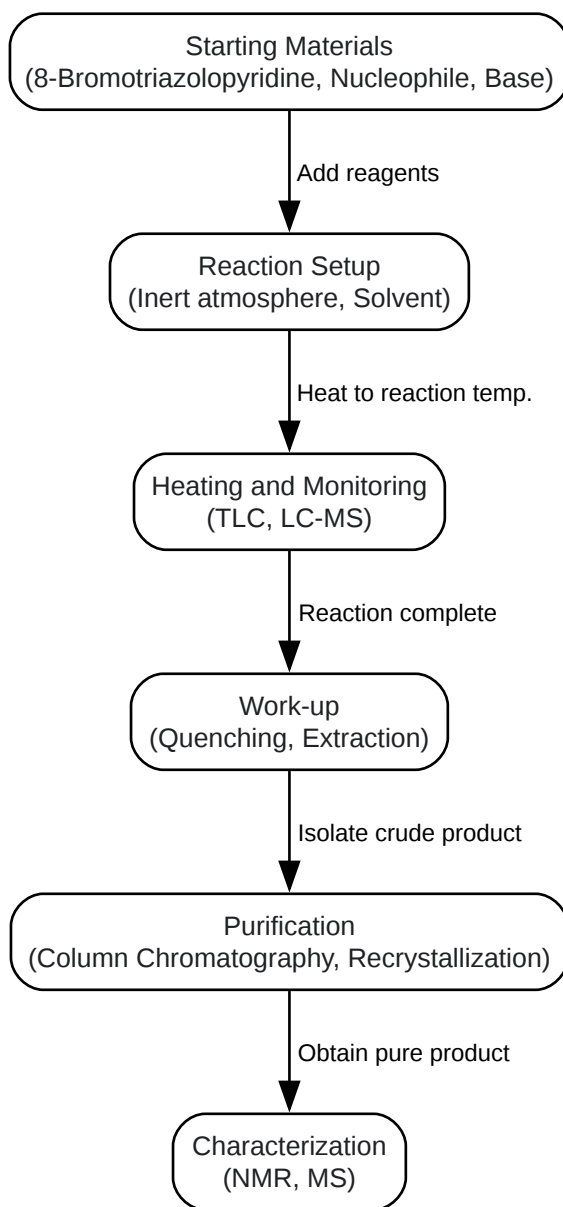 Starting Materials
(8-Bromotriazolopyridine, Nucleophile, Base)
Add reagents
Reaction Setup
(Inert atmosphere, Solvent)
Heat to reaction temp.
Heating and Monitoring
(TLC, LC-MS)
Reaction complete
Work-up
(Quenching, Extraction)
Isolate crude product
Purification
(Column Chromatography, Recrystallization)
Obtain pure product
Characterization
(NMR, MS)